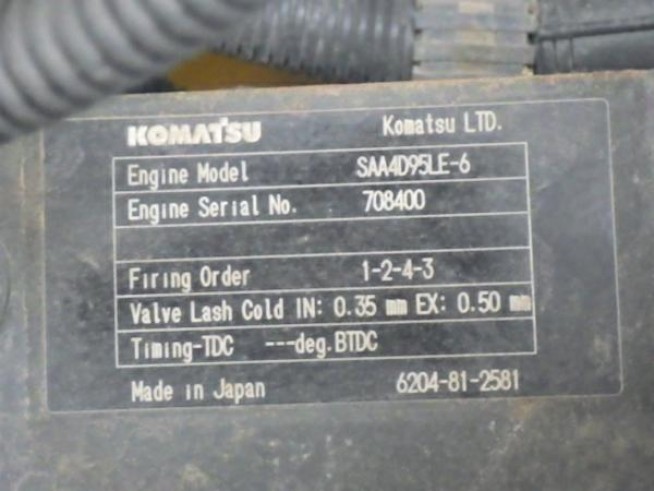 KOMATSU Komatsu LTD.
Engine Model SAA4D95LE-6
Engine Serial No. 708400
Firing Order 1-2-4-3
Valve Lash Cold IN: 0.35 mm EX: 0.50 mm
Timing-TDC ---deg.BTDC
Made in Japan 6204-81-2581